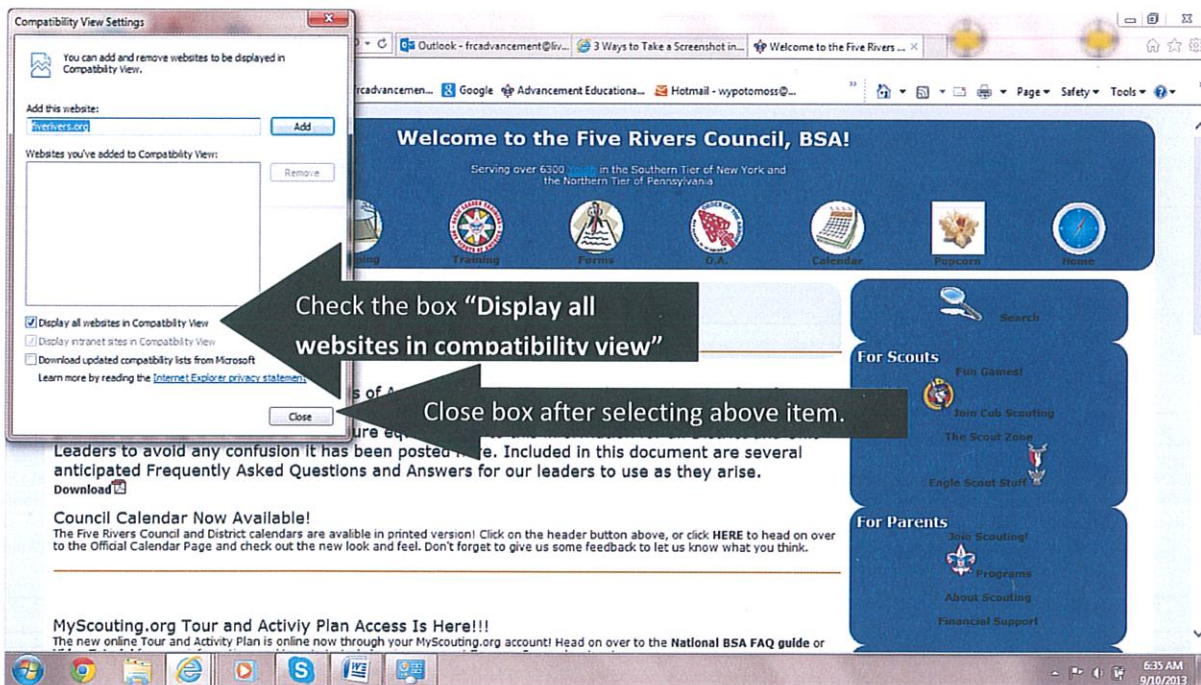 Compatibility View Settings
You can add and remove websites to be displayed in
Compatibility View.
Add this website:
fiverivers.org
Add
Websites you've added to Compatibility View:
Remove
Display all websites in Compatibility View
Display intranet sites in Compatibility View
Download updated compatibility lists from Microsoft
Learn more by reading the Internet Explorer privacy statement
Close
Outlook - frcadvancement@liv...
3 Ways to Take a Screenshot in...
Welcome to the Five Rivers ...
Google
Advancement Educationa...
Hotmail - wypotomoss@...
Page
Safety
Tools
Welcome to the Five Rivers Council, BSA!
Serving over 6300 Youth in the Southern Tier of New York and
the Northern Tier of Pennsylvania
Training
Forms
O.A.
Calendar
Popcorn
Home
Check the box “Display all
websites in compatibility view”
Close box after selecting above item.
Leaders to avoid any confusion it has been posted here. Included in this document are several
anticipated Frequently Asked Questions and Answers for our leaders to use as they arise.
Download
Council Calendar Now Available!
The Five Rivers Council and District calendars are avalible in printed version! Click on the header button above, or click HERE to head on over
to the Official Calendar Page and check out the new look and feel. Don't forget to give us some feedback to let us know what you think.
MyScouting.org Tour and Activiy Plan Access Is Here!!!
The new online Tour and Activity Plan is online now through your MyScouting.org account! Head on over to the National BSA FAQ guide or
Search
For Scouts
Fun Games!
Join Cub Scouting
The Scout Zone
Eagle Scout Stuff
For Parents
Join Scouting!
Programs
About Scouting
Financial Support
6:35 AM
9/10/2013